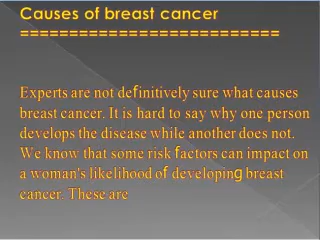 Causes of breast cancer
===========================
Experts are not definitively sure what causes
breast cancer. It is hard to say why one person
develops the disease while another does not.
We know that some risk factors can impact on
a woman's likelihood of developing breast
cancer. These are